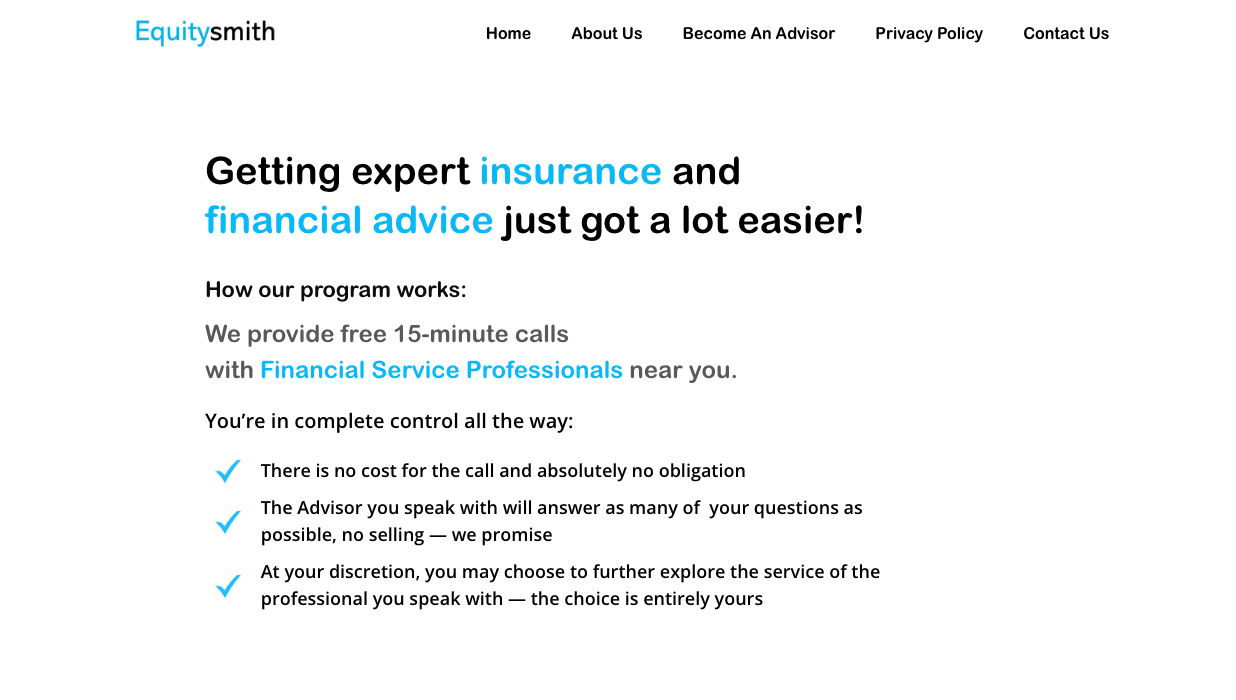 Equitysmith
Home
About Us
Become An Advisor
Privacy Policy
Contact Us
Getting expert insurance and
financial advice just got a lot easier!
How our program works:
We provide free 15-minute calls
with Financial Service Professionals near you.
You’re in complete control all the way:
There is no cost for the call and absolutely no obligation
The Advisor you speak with will answer as many of  your questions as
possible, no selling — we promise
At your discretion, you may choose to further explore the service of the
professional you speak with — the choice is entirely yours